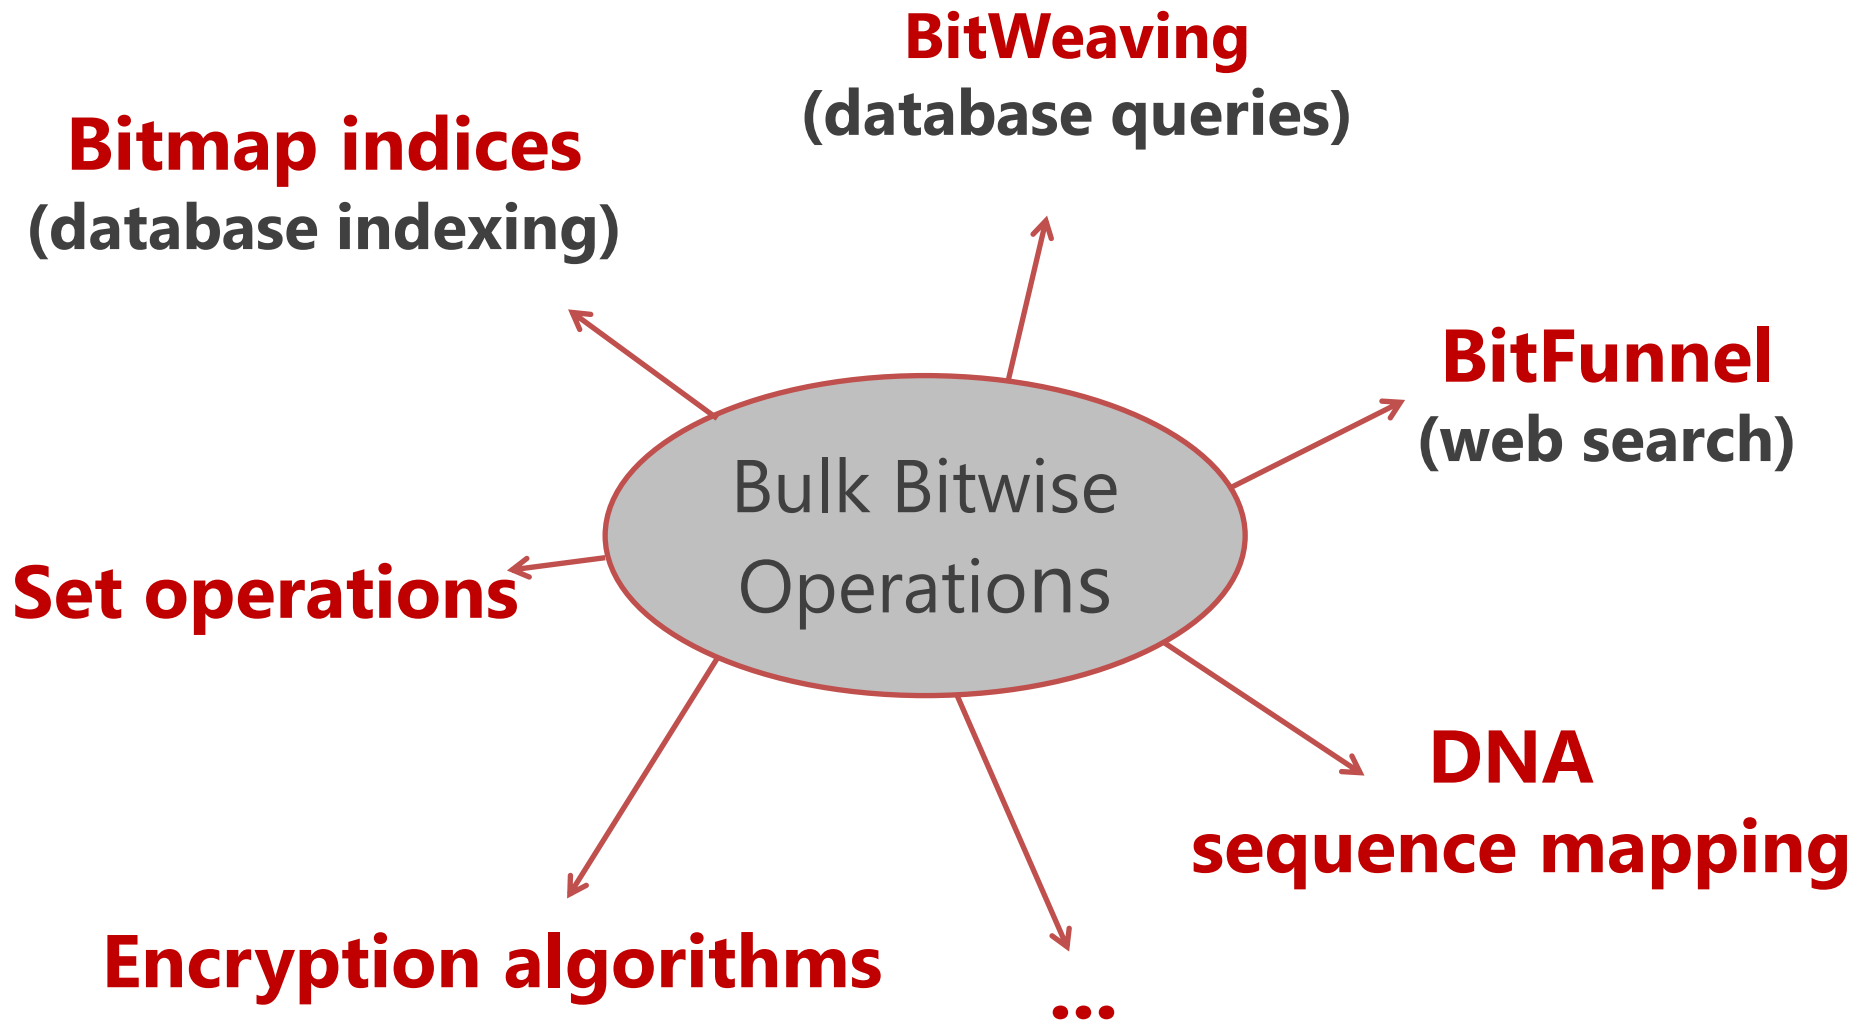 BitWeaving
(database queries)
Bitmap indices
(database indexing)
BitFunnel
(web search)
Bulk Bitwise
Operations
Set operations
DNA
sequence mapping
Encryption algorithms
...